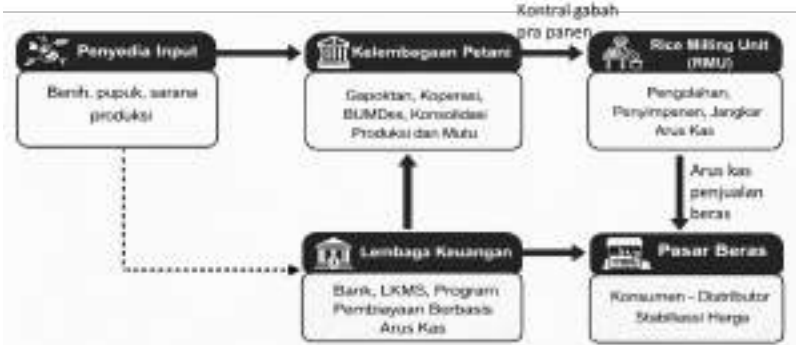 Kontral gabah
pra panen
Penyedia Input
Benih, pupuk, sarana
produksi
Kelembagaan Petani
Gapoktan, Koperasi,
BUMDes, Konsolidasi
Produksi dan Mutu
Rice Milling Unit
(RMU)
Pengolahan,
Penyimpanan, Jangkar
Arus Kas
Arus kas
penjualan
beras
Lembaga Keuangan
Bank, LKMS, Program
Pembiayaan Berbasis
Arus Kas
Pasar Beras
Konsumen - Distributor
Stabilisasi Harga